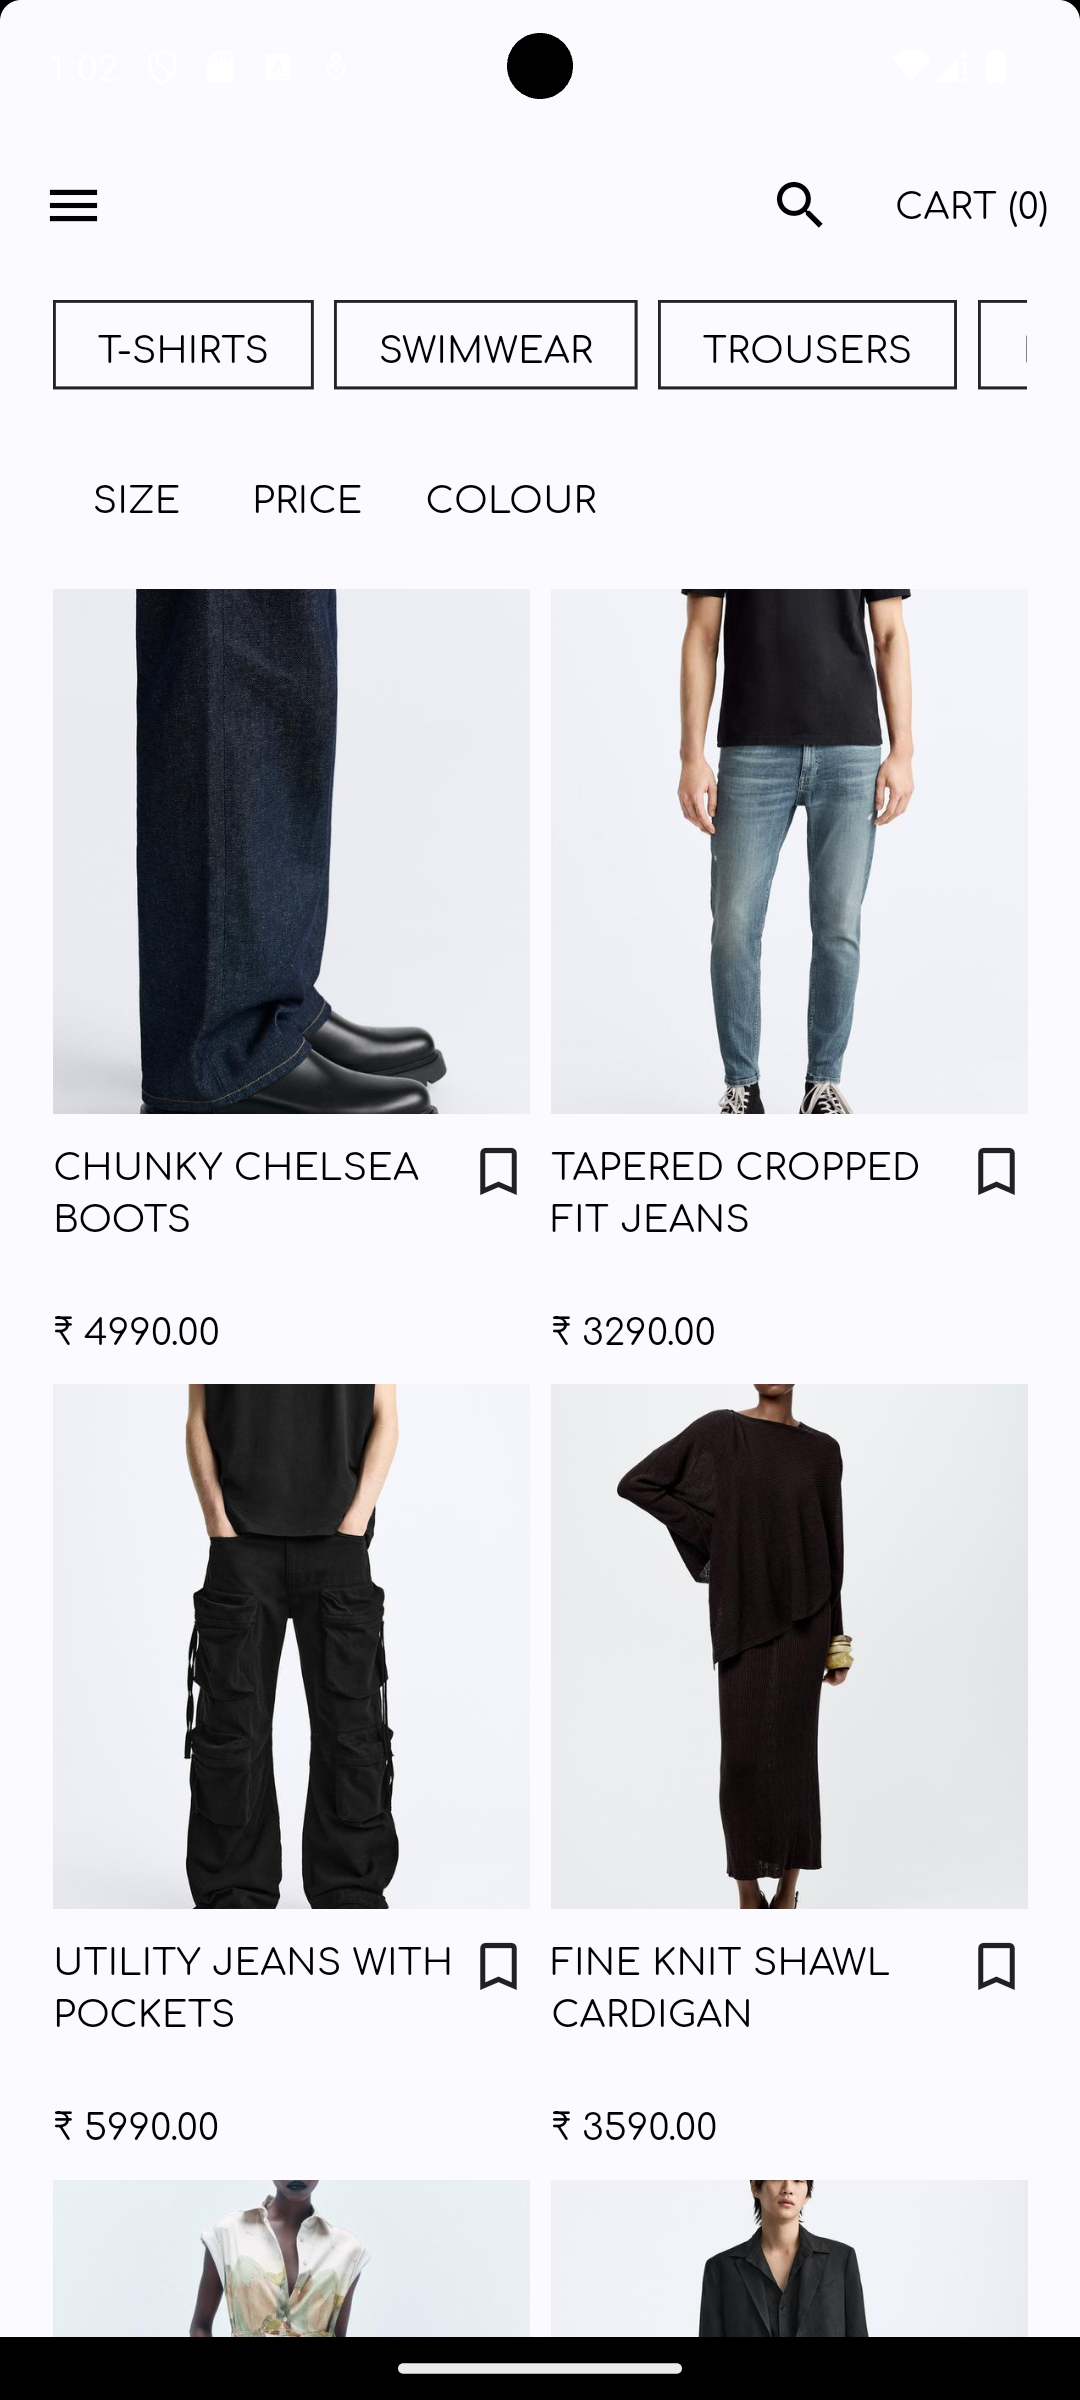 1:02
CART (0)
T-SHIRTS SWIMWEAR TROUSERS
SIZE PRICE COLOUR
CHUNKY CHELSEA
BOOTS
₹ 4990.00
TAPERED CROPPED
FIT JEANS
₹ 3290.00
UTILITY JEANS WITH
POCKETS
₹ 5990.00
FINE KNIT SHAWL
CARDIGAN
₹ 3590.00